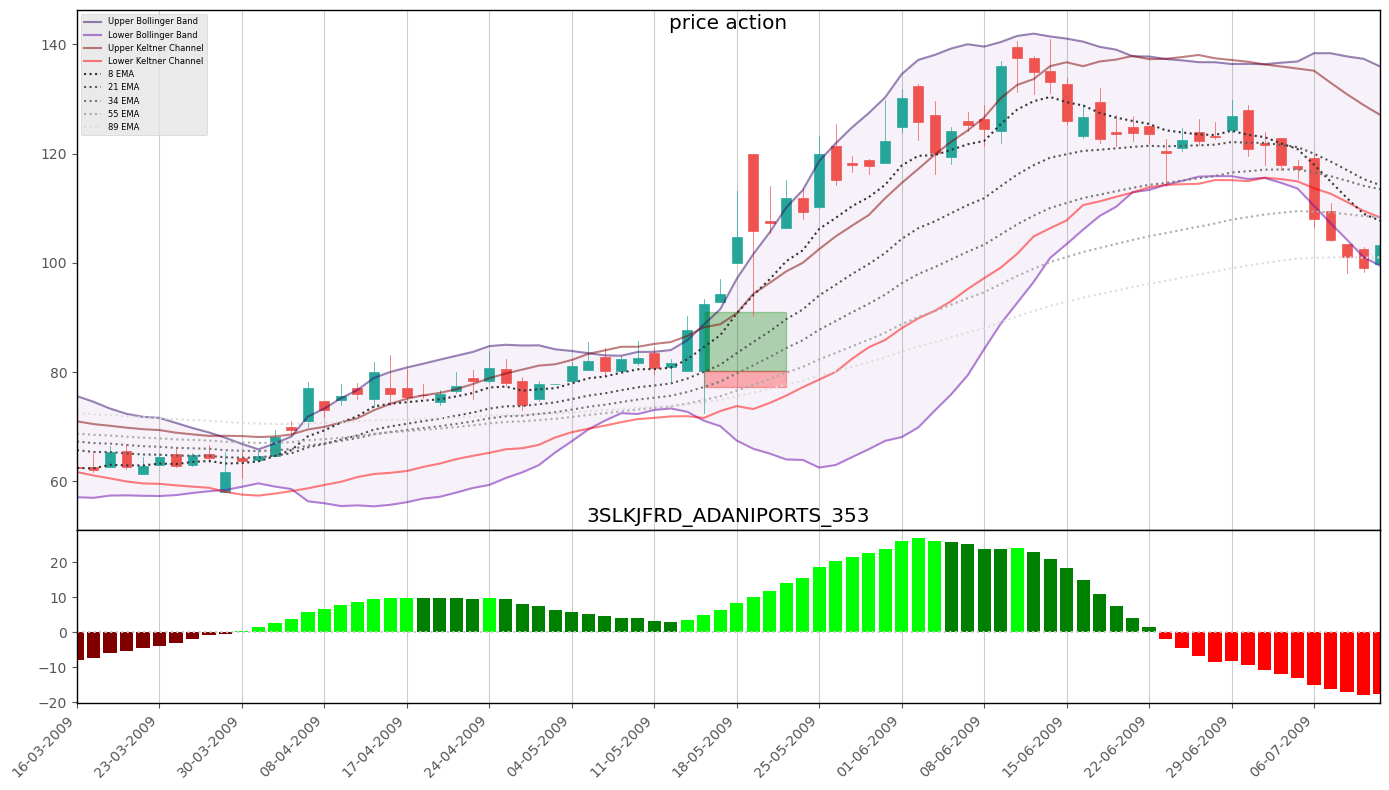 price action
Upper Bollinger Band
Lower Bollinger Band
Upper Keltner Channel
Lower Keltner Channel
8 EMA
21 EMA
34 EMA
55 EMA
89 EMA
140
120
100
80
60
3SLKJFRD_ADANIPORTS_353
20
10
0
−10
−20
16-03-2009
23-03-2009
30-03-2009
08-04-2009
17-04-2009
24-04-2009
04-05-2009
11-05-2009
18-05-2009
25-05-2009
01-06-2009
08-06-2009
15-06-2009
22-06-2009
29-06-2009
06-07-2009